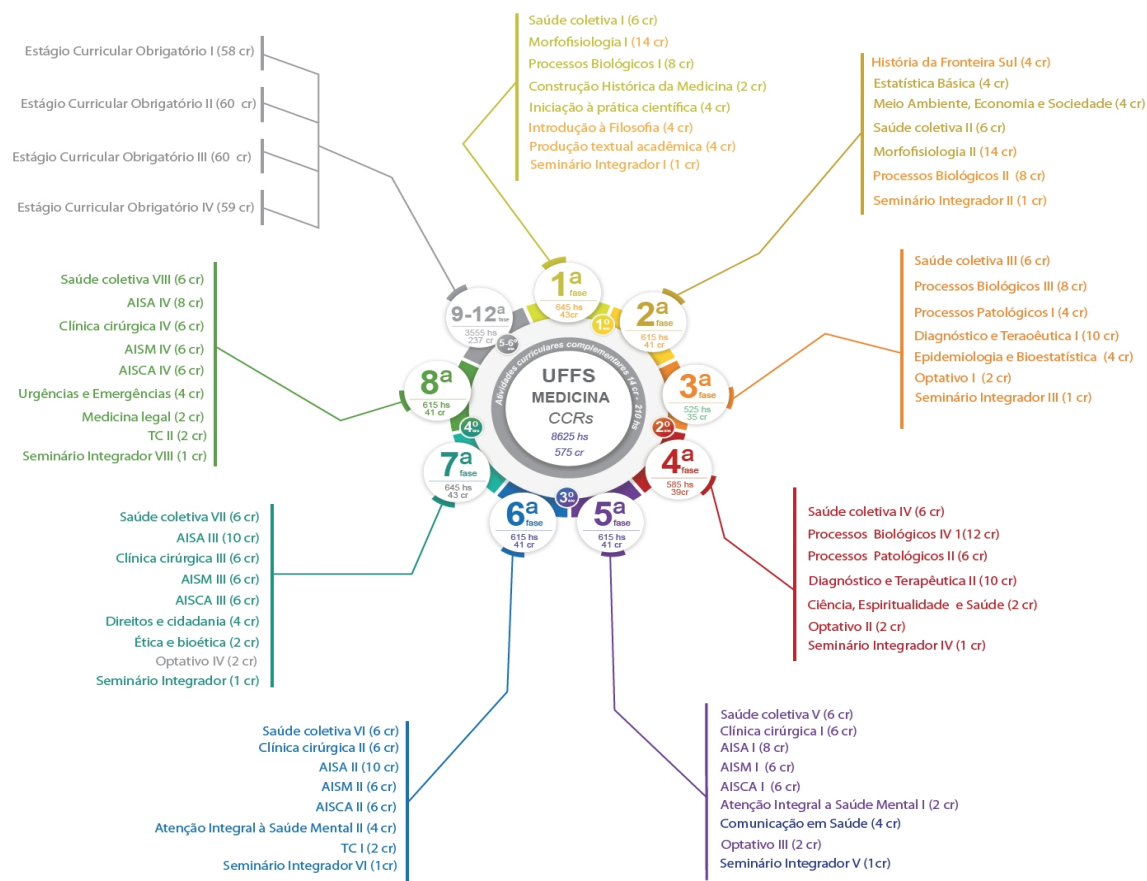 Estágio Curricular Obrigatório I (58 cr)
Estágio Curricular Obrigatório II (60 cr)
Estágio Curricular Obrigatório III (60 cr)
Estágio Curricular Obrigatório IV (59 cr)
Saúde coletiva I (6 cr)
Morfofisiologia I (14 cr)
Processos Biológicos I (8 cr)
Construção Histórica da Medicina (2 cr)
Iniciação à prática científica (4 cr)
Introdução à Filosofia (4 cr)
Produção textual acadêmica (4 cr)
Seminário Integrador I (1 cr)
História da Fronteira Sul (4 cr)
Estatística Básica (4 cr)
Meio Ambiente, Economia e Sociedade (4 cr)
Saúde coletiva II (6 cr)
Morfofisiologia II (14 cr)
Processos Biológicos II (8 cr)
Seminário Integrador II (1 cr)
Saúde coletiva III (6 cr)
Processos Biológicos III (8 cr)
Processos Patológicos I (4 cr)
Diagnóstico e Teraoêutica I (10 cr)
Epidemiologia e Bioestatística (4 cr)
Optativo I (2 cr)
Seminário Integrador III (1 cr)
Saúde coletiva IV (6 cr)
Processos Biológicos IV 1(12 cr)
Processos Patológicos II (6 cr)
Diagnóstico e Terapêutica II (10 cr)
Ciência, Espiritualidade e Saúde (2 cr)
Optativo II (2 cr)
Seminário Integrador IV (1 cr)
Saúde coletiva V (6 cr)
Clínica cirúrgica I (6 cr)
AISA I (8 cr)
AISM I (6 cr)
AISCA I (6 cr)
Atenção Integral a Saúde Mental I (2 cr)
Comunicação em Saúde (4 cr)
Optativo III (2 cr)
Seminário Integrador V (1cr)
Saúde coletiva VI (6 cr)
Clínica cirúrgica II (6 cr)
AISA II (10 cr)
AISM II (6 cr)
AISCA II (6 cr)
Atenção Integral à Saúde Mental II (4 cr)
TC I (2 cr)
Seminário Integrador VI (1cr)
Saúde coletiva VII (6 cr)
AISA III (10 cr)
Clínica cirúrgica III (6 cr)
AISM III (6 cr)
AISCA III (6 cr)
Direitos e cidadania (4 cr)
Ética e bioética (2 cr)
Optativo IV (2 cr)
Seminário Integrador (1 cr)
Saúde coletiva VIII (6 cr)
AISA IV (8 cr)
Clínica cirúrgica IV (6 cr)
AISM IV (6 cr)
AISCA IV (6 cr)
Urgências e Emergências (4 cr)
Medicina legal (2 cr)
TC II (2 cr)
Seminário Integrador VIII (1 cr)
1ª
fase
645 hs
43cr
2ª
fase
615 hs
41 cr
3ª
fase
525 hs
35 cr
4ª
fase
585 hs
39cr
5ª
fase
615 hs
41 cr
6ª
fase
615 hs
41 cr
7ª
fase
645 hs
43 cr
8ª
fase
615 hs
41 cr
9-12ª
fase
3555 hs
237 cr
1º
2º
3º
4º
5-6º
Atividades curriculares complementares 14 cr - 210 hs
UFFS
MEDICINA
CCRs
8625 hs
575 cr